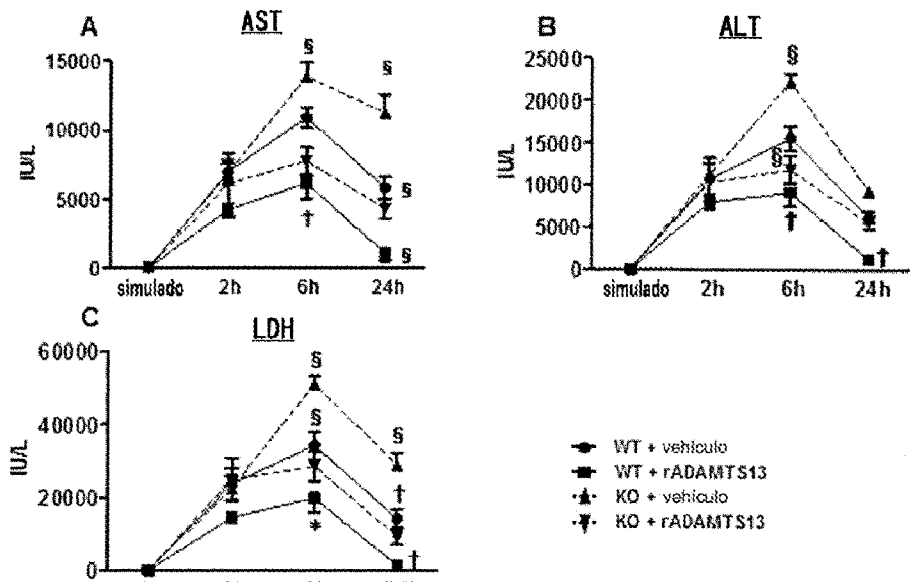 A
AST
15000
10000
5000
0
IU/L
simulado
2h
6h
24h
§
§
§
†
§
B
ALT
25000
20000
15000
10000
5000
0
IU/L
simulado
2h
6h
24h
§
§
†
†
C
LDH
60000
40000
20000
0
IU/L
§
§
§
†
*
†
WT + vehículo
WT + rADAMTS13
KO + vehículo
KO + rADAMTS13